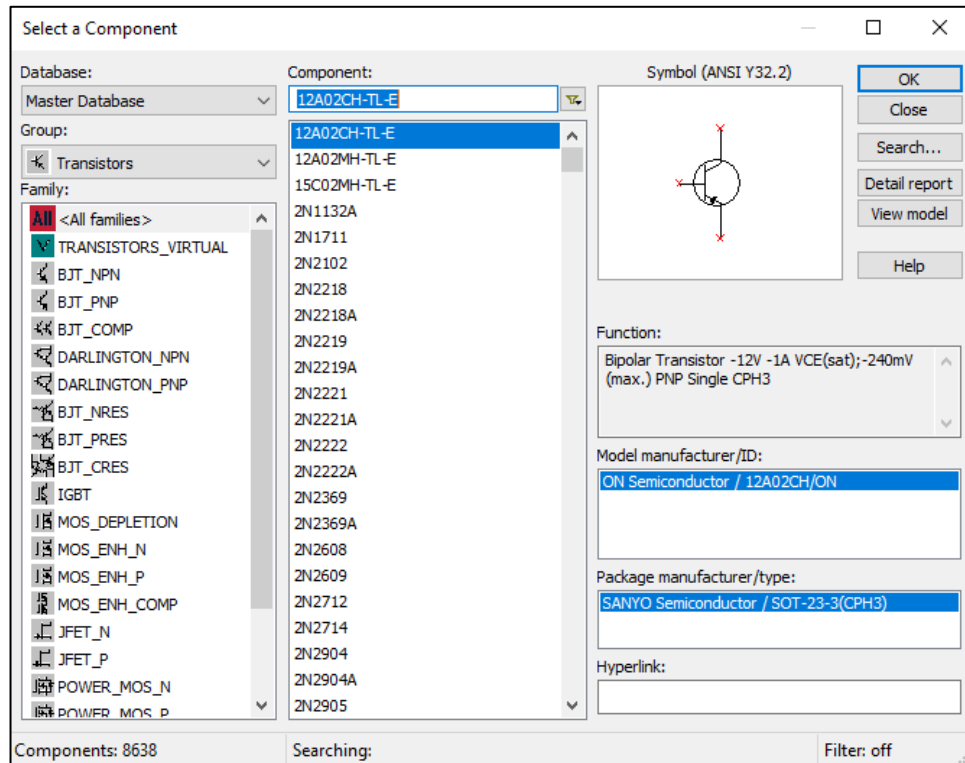 Select a Component
Database:
Master Database
Group:
Transistors
Family:
All <All families>
TRANSISTORS_VIRTUAL
BJT_NPN
BJT_PNP
BJT_COMP
DARLINGTON_NPN
DARLINGTON_PNP
BJT_NRES
BJT_PRES
BJT_CRES
IGBT
MOS_DEPLETION
MOS_ENH_N
MOS_ENH_P
MOS_ENH_COMP
JFET_N
JFET_P
POWER_MOS_N
POWER_MOS_P
Component:
12A02CH-TL-E
12A02CH-TL-E
12A02MH-TL-E
15C02MH-TL-E
2N1132A
2N1711
2N2102
2N2218
2N2218A
2N2219
2N2219A
2N2221
2N2221A
2N2222
2N2222A
2N2369
2N2369A
2N2608
2N2609
2N2712
2N2714
2N2904
2N2904A
2N2905
Symbol (ANSI Y32.2)
Function:
Bipolar Transistor -12V -1A VCE(sat);-240mV
(max.) PNP Single CPH3
Model manufacturer/ID:
ON Semiconductor / 12A02CH/ON
Package manufacturer/type:
SANYO Semiconductor / SOT-23-3(CPH3)
Hyperlink:
OK
Close
Search...
Detail report
View model
Help
Components: 8638
Searching:
Filter: off